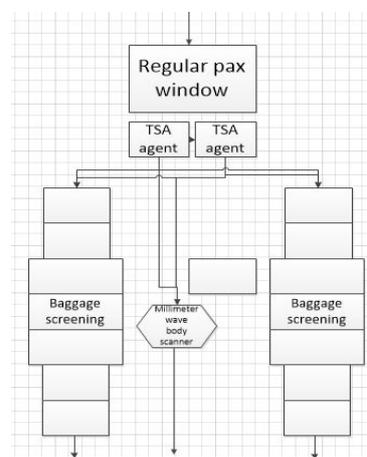 Regular pax
window
TSA
agent
TSA
agent
Baggage
screening
Millimeter
wave
body
scanner
Baggage
screening